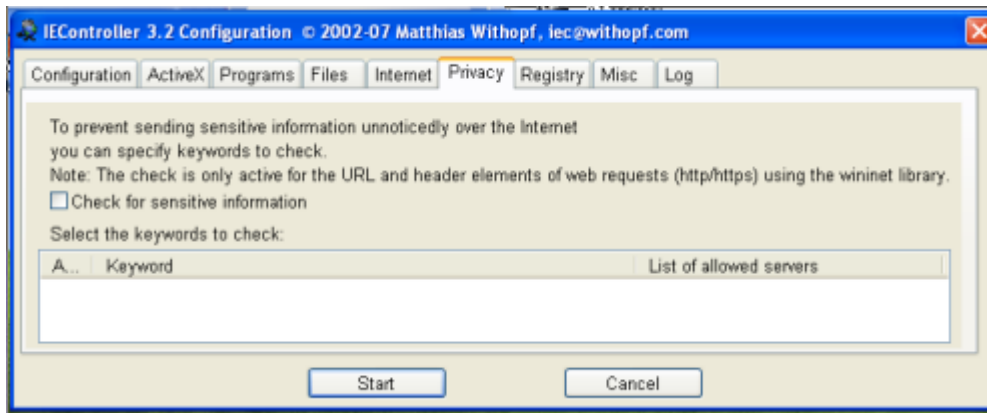 IEController 3.2 Configuration © 2002-07 Matthias Withopf, iec@withopf.com
Configuration ActiveX Programs Files Internet Privacy Registry Misc Log
To prevent sending sensitive information unnoticedly over the Internet
you can specify keywords to check.
Note: The check is only active for the URL and header elements of web requests (http/https) using the wininet library.
Check for sensitive information
Select the keywords to check:
A... Keyword List of allowed servers
Start Cancel